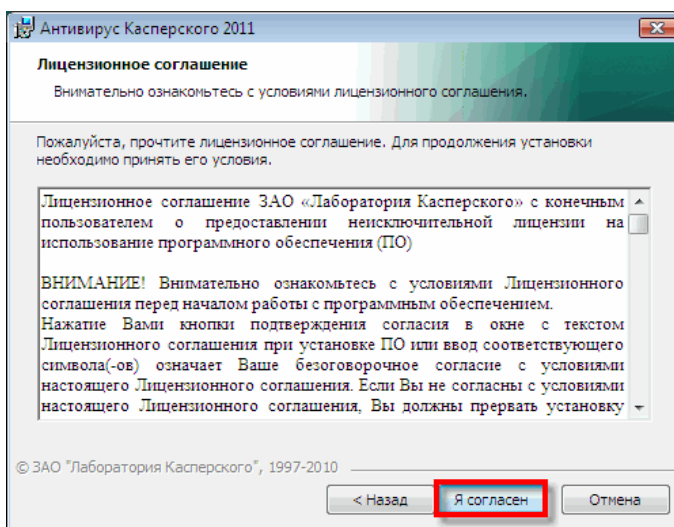 Антивирус Касперского 2011
Лицензионное соглашение
Внимательно ознакомьтесь с условиями лицензионного соглашения.
Пожалуйста, прочтите лицензионное соглашение. Для продолжения установки
необходимо принять его условия.
Лицензионное соглашение ЗАО «Лаборатория Касперского» с конечным
пользователем о предоставлении неисключительной лицензии на
использование программного обеспечения (ПО)
ВНИМАНИЕ! Внимательно ознакомьтесь с условиями Лицензионного
соглашения перед началом работы с программным обеспечением.
Нажатие Вами кнопки подтверждения согласия в окне с текстом
Лицензионного соглашения при установке ПО или ввод соответствующего
символа(-ов) означает Ваше безоговорочное согласие с условиями
настоящего Лицензионного соглашения. Если Вы не согласны с условиями
настоящего Лицензионного соглашения, Вы должны прервать установку
© ЗАО "Лаборатория Касперского", 1997-2010
< Назад Я согласен Отмена